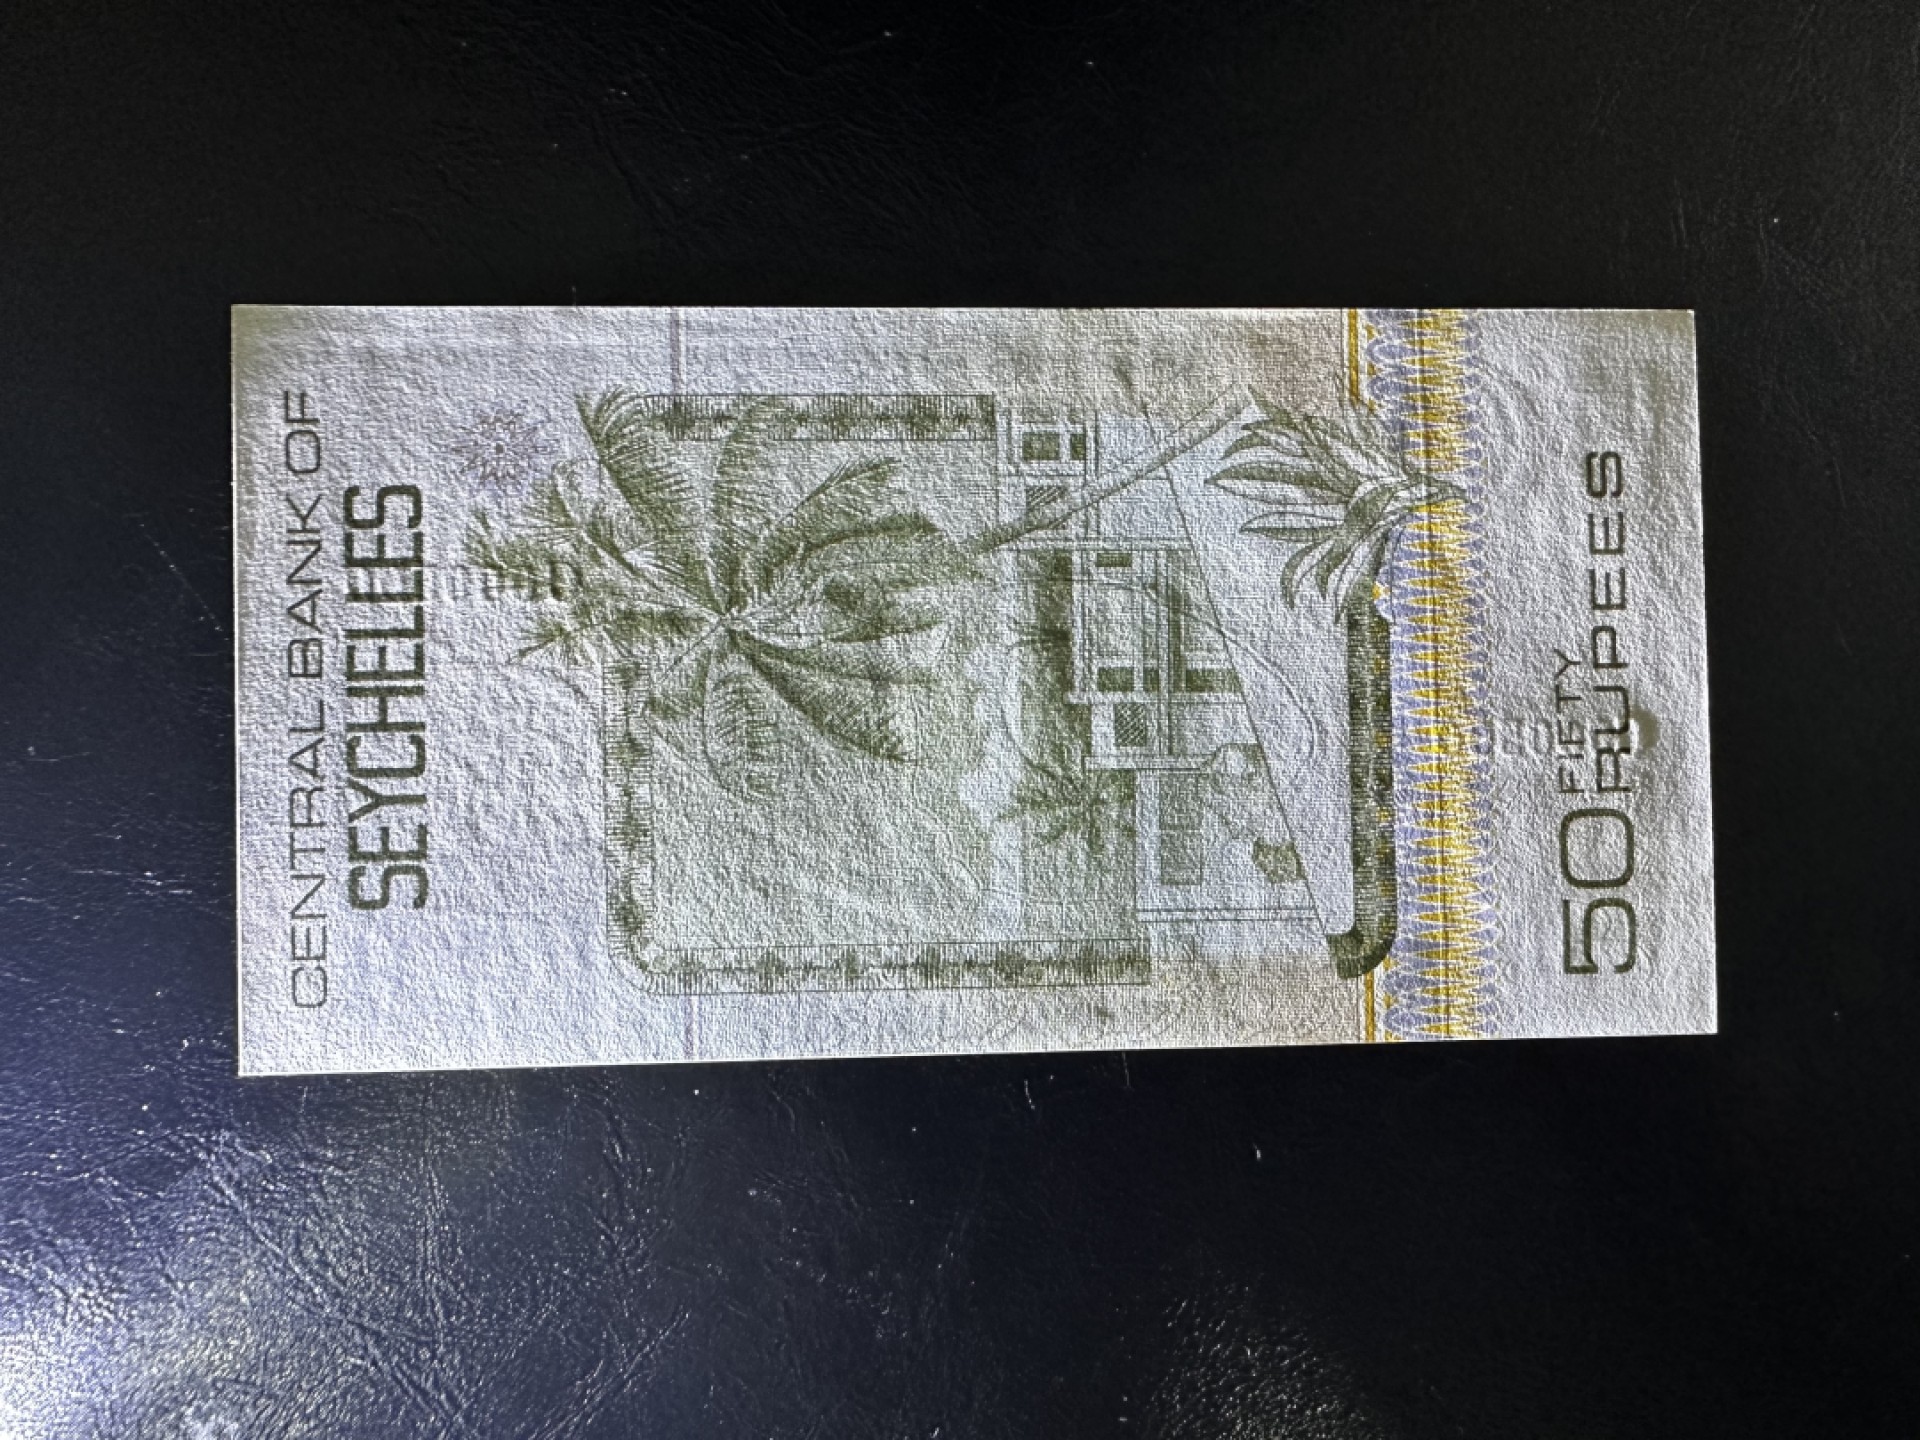 CENTRAL BANK OF
SEYCHELLES
50 FIFTY
RUPEES